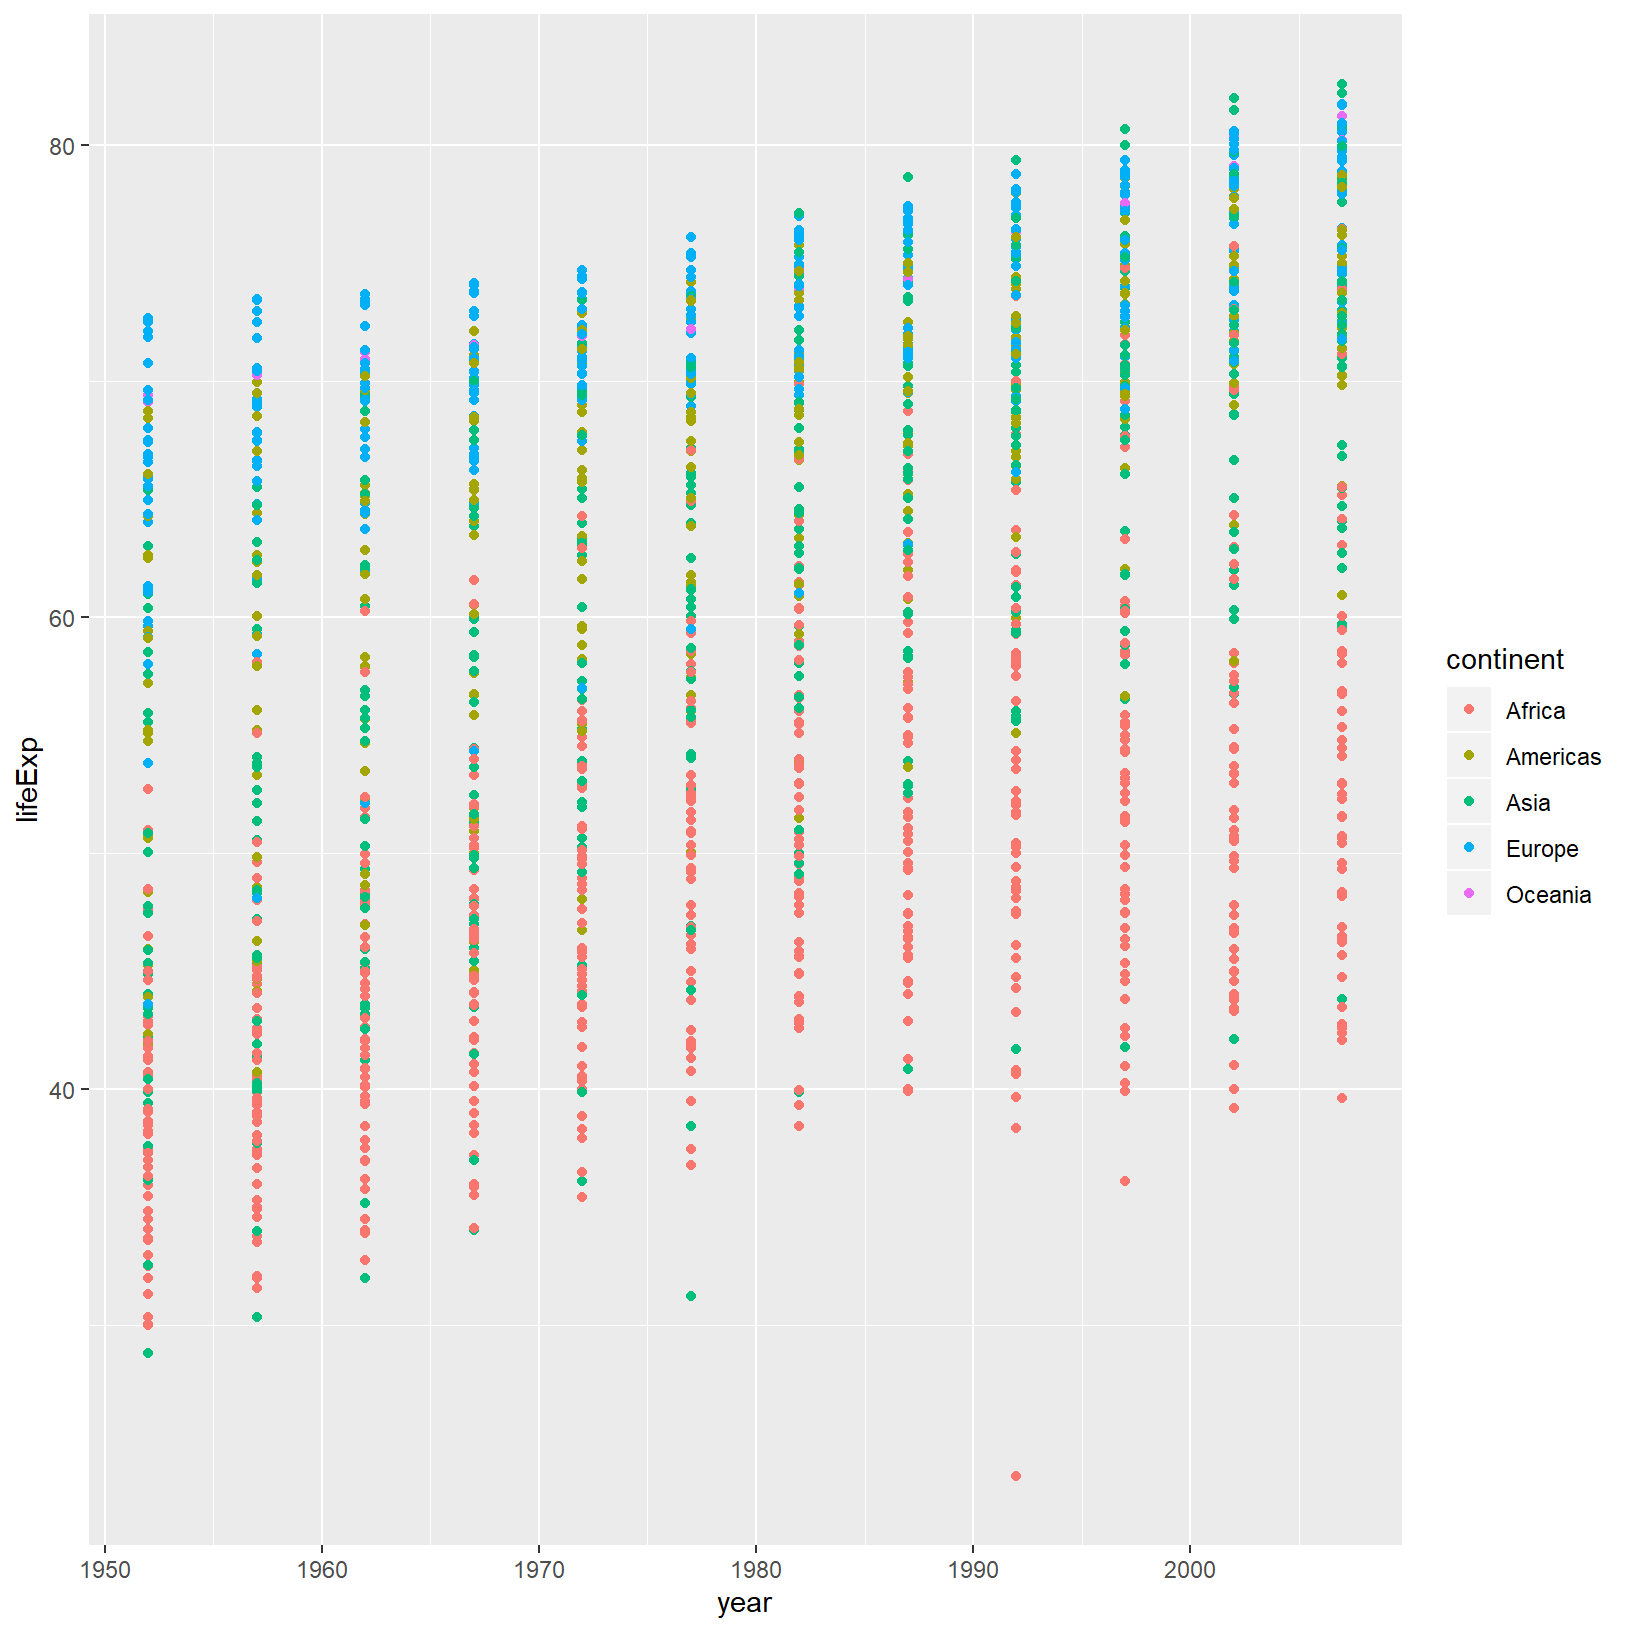 80
60
40
lifeExp
1950
1960
1970
1980
1990
2000
year
continent
Africa
Americas
Asia
Europe
Oceania